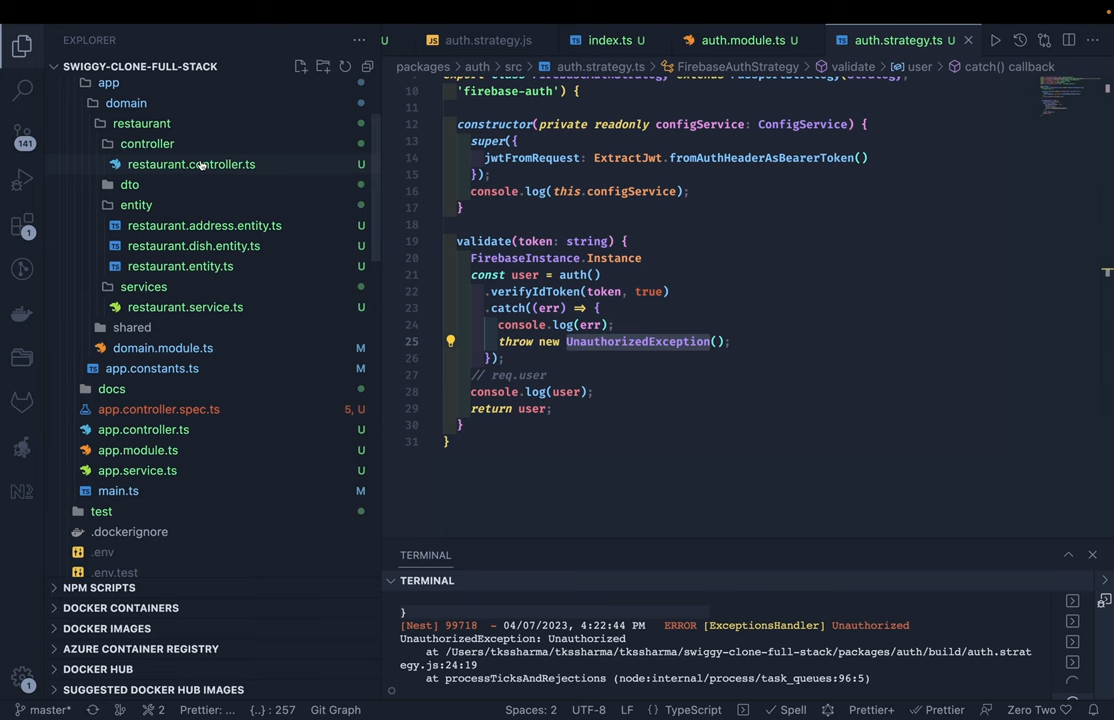 EXPLORER
SWIGGY-CLONE-FULL-STACK
app
domain
restaurant
controller
restaurant.controller.ts U
dto
entity
restaurant.address.entity.ts U
restaurant.dish.entity.ts U
restaurant.entity.ts U
services
restaurant.service.ts U
shared
domain.module.ts M
app.constants.ts M
docs
app.controller.spec.ts 5, U
app.controller.ts U
app.module.ts U
app.service.ts U
main.ts M
test
.dockerignore
.env
.env.test
NPM SCRIPTS
DOCKER CONTAINERS
DOCKER IMAGES
AZURE CONTAINER REGISTRY
DOCKER HUB
SUGGESTED DOCKER HUB IMAGES
141
1
1
U auth.strategy.js index.ts U auth.module.ts U auth.strategy.ts U
packages > auth > src > auth.strategy.ts > FirebaseAuthStrategy > validate > user > catch() callback
10 'firebase-auth') {
11
12 constructor(private readonly configService: ConfigService) {
13 super({
14 jwtFromRequest: ExtractJwt.fromAuthHeaderAsBearerToken()
15 });
16 console.log(this.configService);
17 }
18
19 validate(token: string) {
20 FirebaseInstance.Instance
21 const user = auth()
22 .verifyIdToken(token, true)
23 .catch((err) => {
24 console.log(err);
25 throw new UnauthorizedException();
26 });
27 // req.user
28 console.log(user);
29 return user;
30 }
31 }
TERMINAL
TERMINAL
}
[Nest] 99718 - 04/07/2023, 4:22:44 PM ERROR [ExceptionsHandler] Unauthorized
UnauthorizedException: Unauthorized
at /Users/tkssharma/tkssharma/tkssharma/swiggy-clone-full-stack/packages/auth/build/auth.strat
egy.js:24:19
at processTicksAndRejections (node:internal/process/task_queues:96:5)
master* 2 Prettier: ... {..} : 257 Git Graph Spaces: 2 UTF-8 LF {} TypeScript Spell Prettier+ Zero Two Prettier